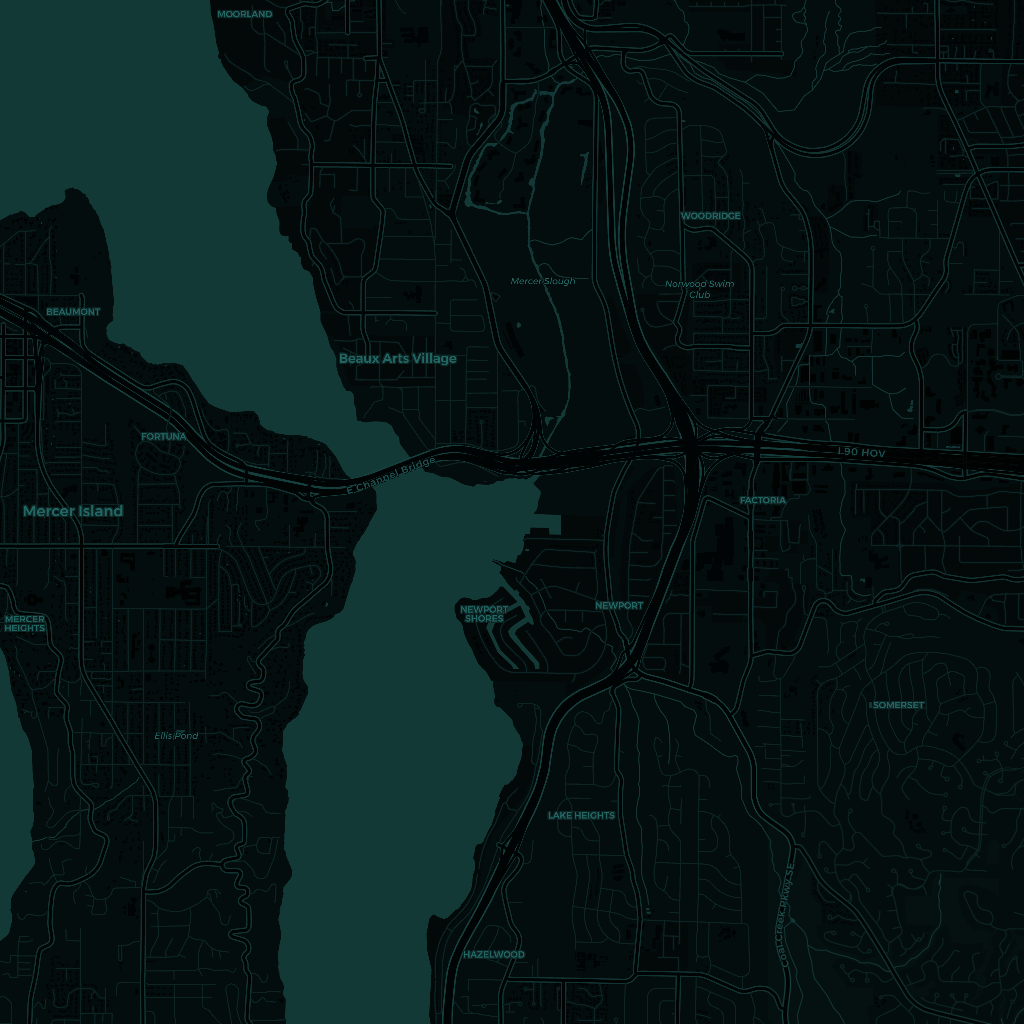 MOORLAND
WOODRIDGE
Mercer Slough
Norwood Swim
Club
BEAUMONT
Beaux Arts Village
FORTUNA
E Channel Bridge
I 90 HOV
Mercer Island
FACTORIA
MERCER
HEIGHTS
NEWPORT
SHORES
NEWPORT
SOMERSET
Ellis Pond
LAKE HEIGHTS
Coal Creek Pkwy SE
HAZELWOOD